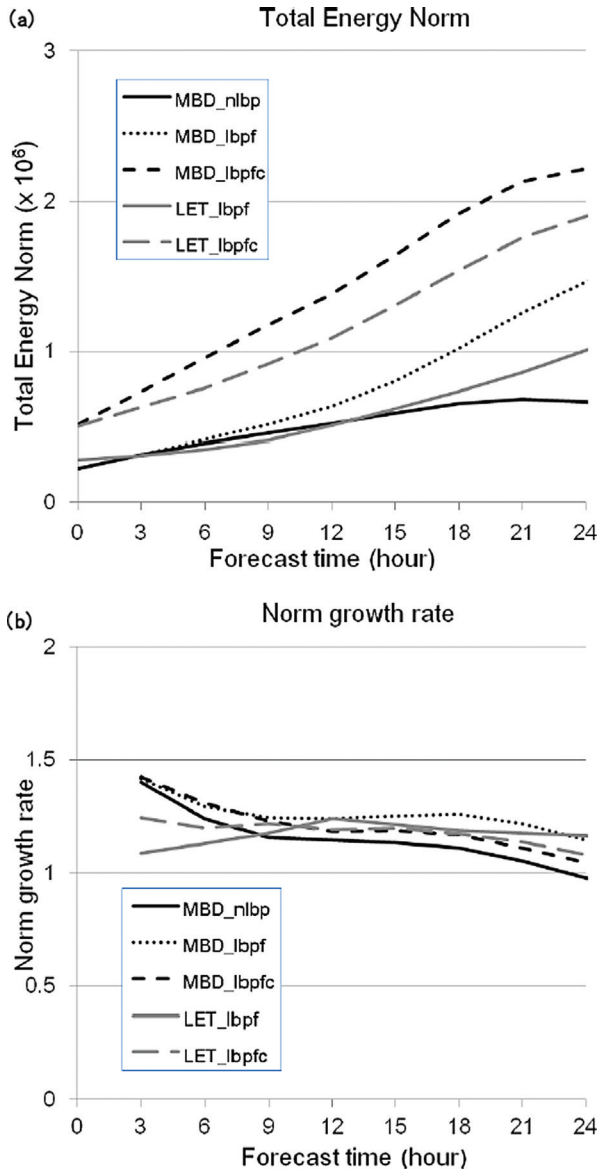 (a)
Total Energy Norm
3
2
1
0
Total Energy Norm (x 10⁶)
MBD_nlbp
MBD_lbpf
MBD_lbpfc
LET_lbpf
LET_lbpfc
0 3 6 9 12 15 18 21 24
Forecast time (hour)
(b)
Norm growth rate
2
1.5
1
0.5
0
Norm growth rate
MBD_nlbp
MBD_lbpf
MBD_lbpfc
LET_lbpf
LET_lbpfc
0 3 6 9 12 15 18 21 24
Forecast time (hour)